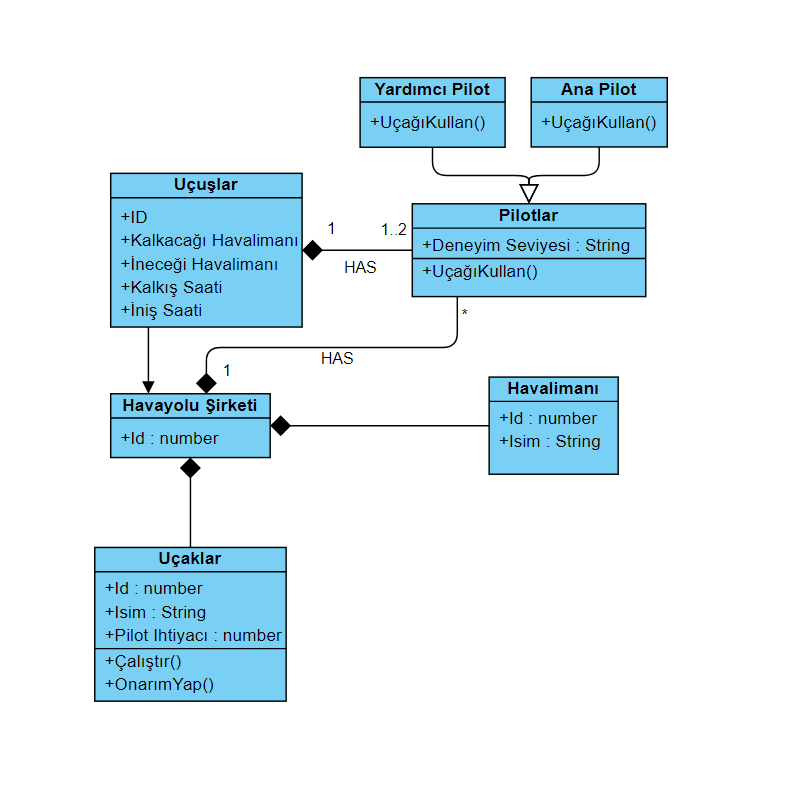 Yardımcı Pilot
+UçağıKullan()
Ana Pilot
+UçağıKullan()
Uçuşlar
+ID
+Kalkacağı Havalimanı
+İneceği Havalimanı
+Kalkış Saati
+İniş Saati
1
1..2
HAS
Pilotlar
+Deneyim Seviyesi : String
+UçağıKullan()
*
HAS
1
Havayolu Şirketi
+Id : number
Havalimanı
+Id : number
+Isim : String
Uçaklar
+Id : number
+Isim : String
+Pilot Ihtiyacı : number
+Çalıştır()
+OnarımYap()